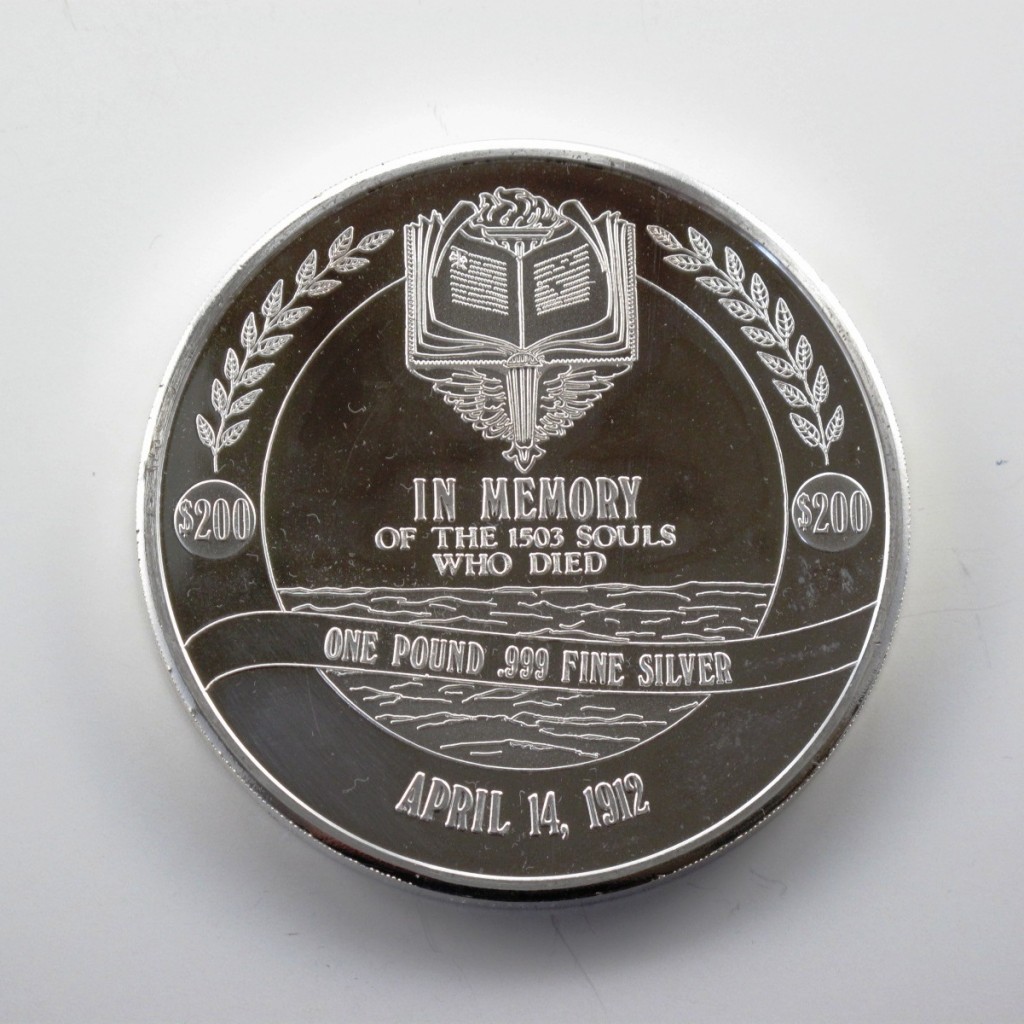 IN MEMORY
OF THE 1503 SOULS
WHO DIED
$200
$200
ONE POUND .999 FINE SILVER
APRIL 14, 1912